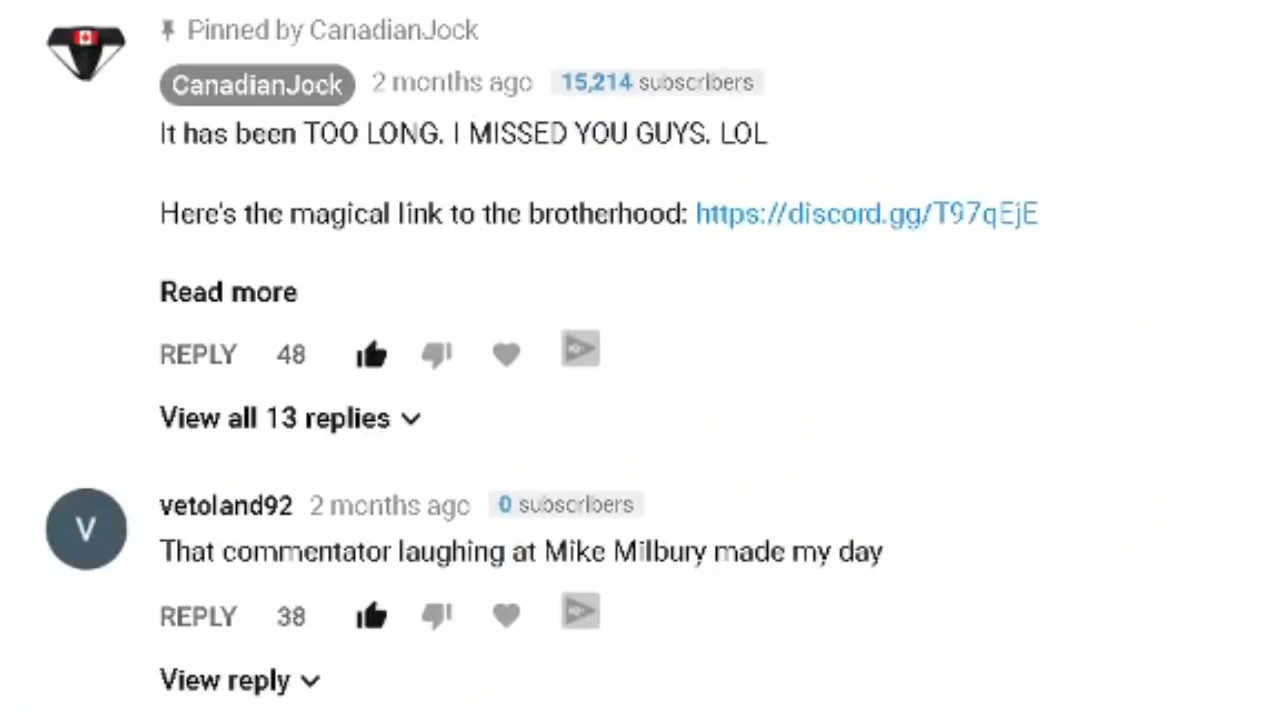 Pinned by CanadianJock
CanadianJock 2 months ago 15,214 subscribers
It has been TOO LONG. I MISSED YOU GUYS. LOL
Here's the magical link to the brotherhood: https://discord.gg/T97qEjE
Read more
REPLY 48
View all 13 replies
V
vetoland92 2 months ago 0 subscribers
That commentator laughing at Mike Milbury made my day
REPLY 38
View reply